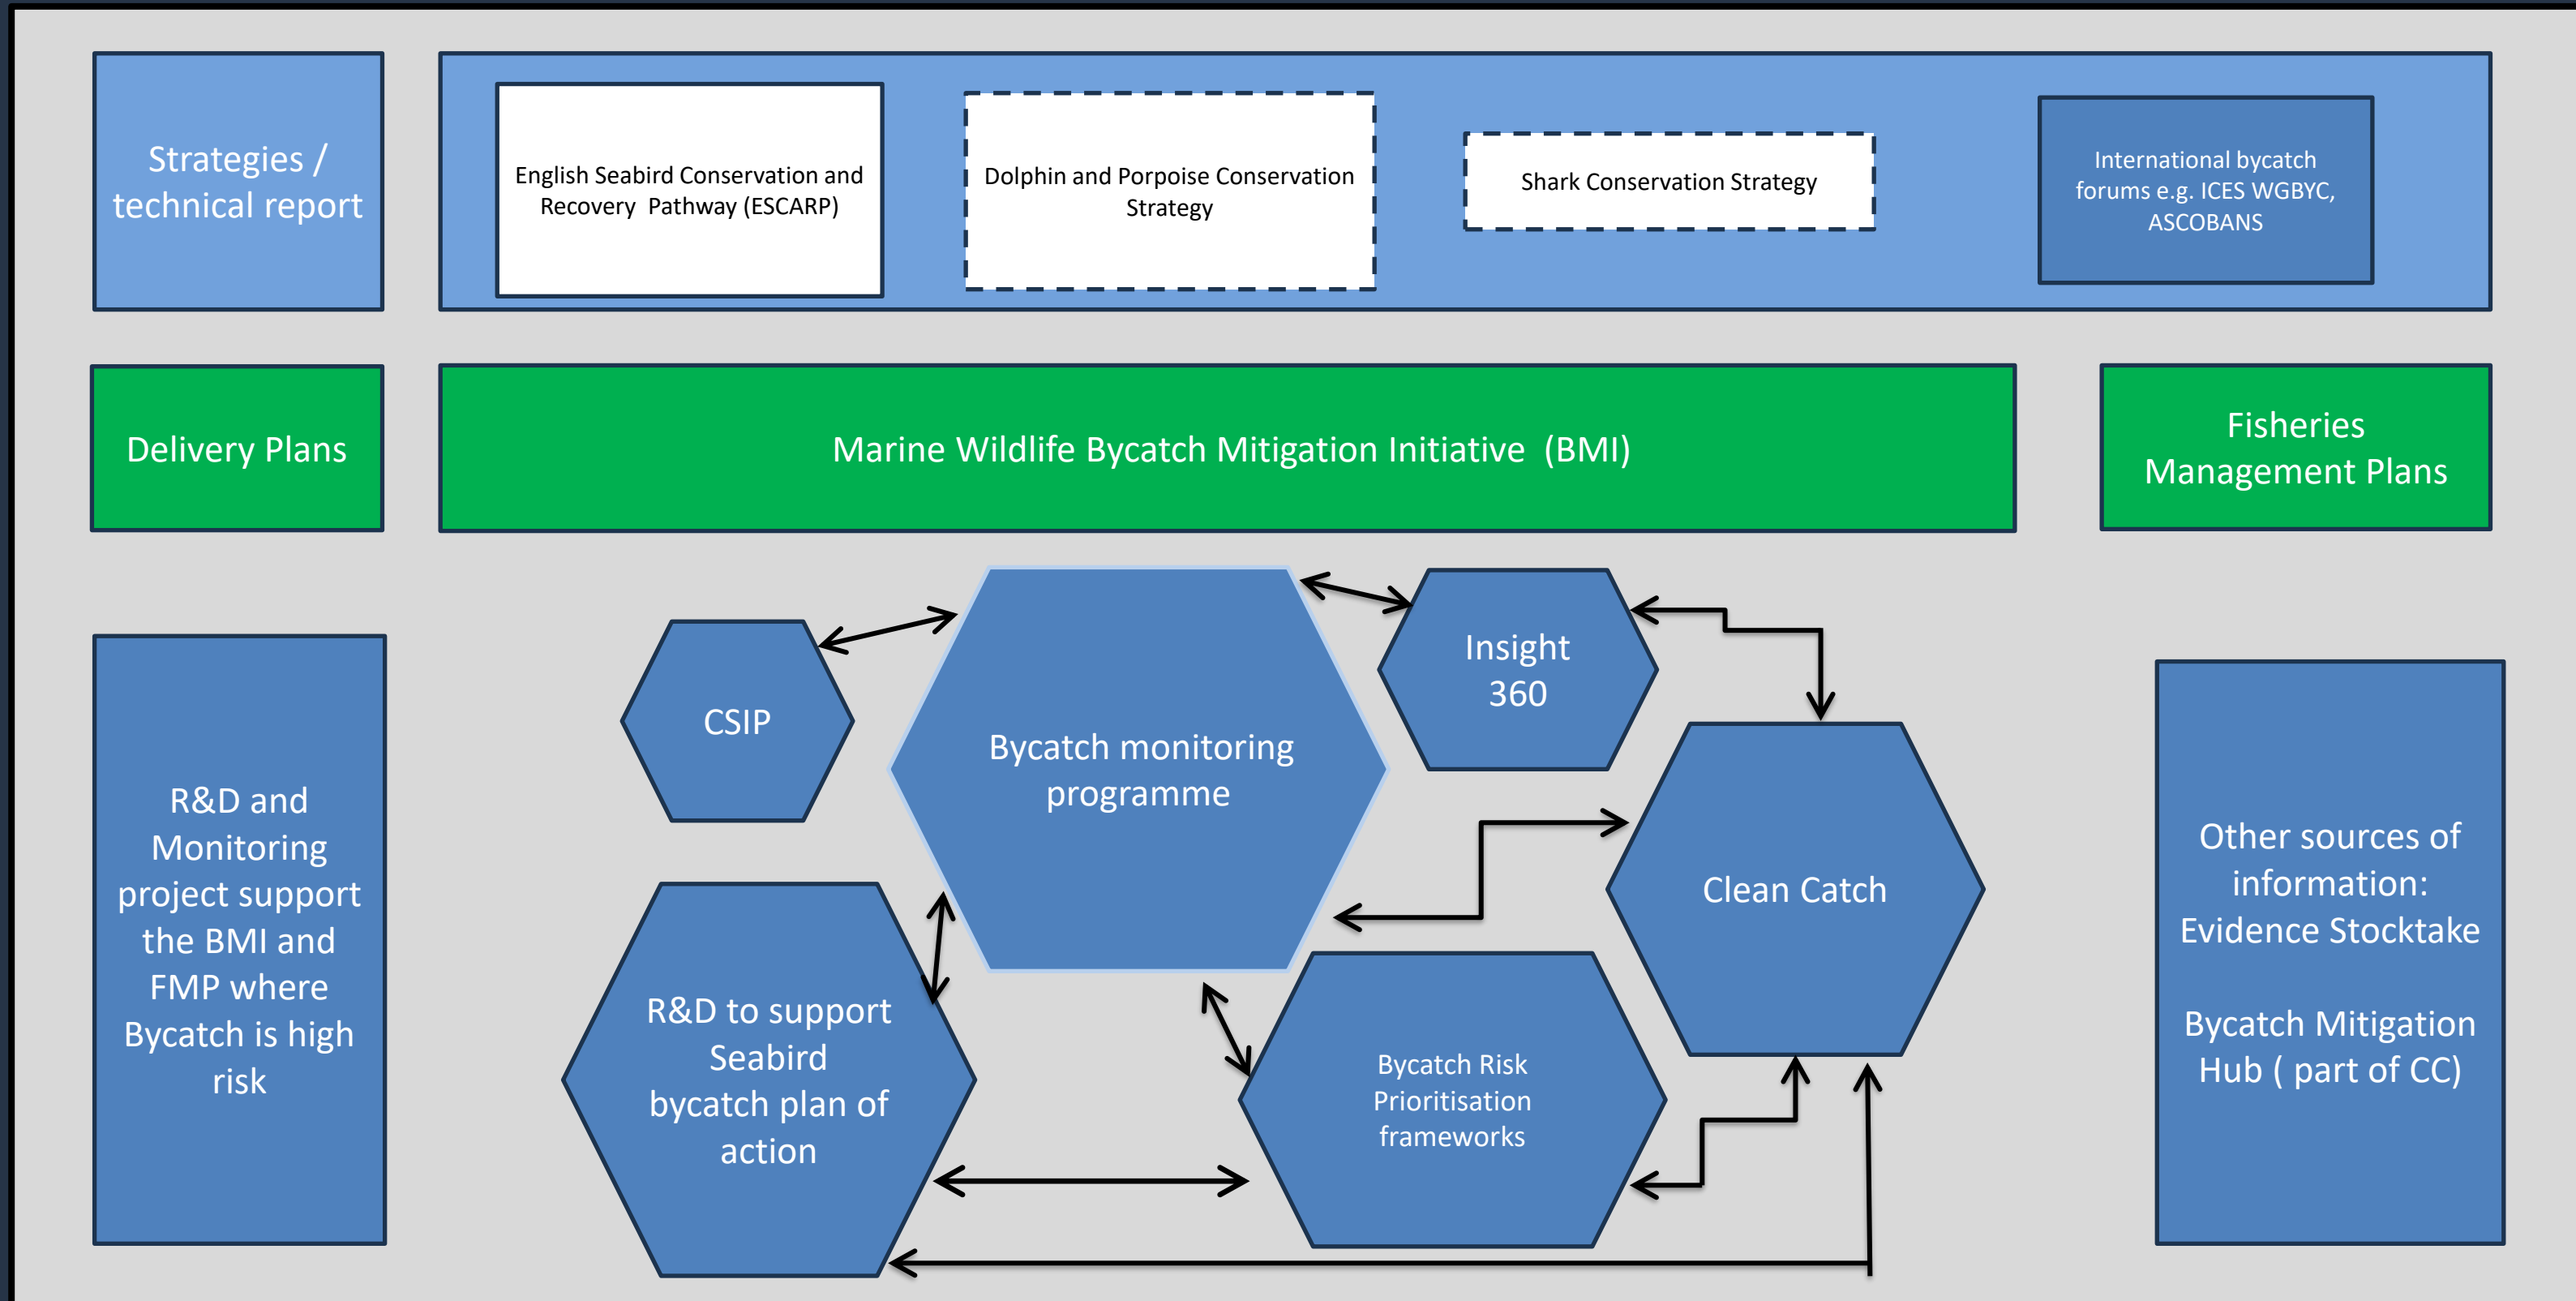 Strategies /
technical report
English Seabird Conservation and
Recovery Pathway (ESCARP)
Dolphin and Porpoise Conservation
Strategy
Shark Conservation Strategy
International bycatch
forums e.g. ICES WGBYC,
ASCOBANS
Delivery Plans
Marine Wildlife Bycatch Mitigation Initiative (BMI)
Fisheries
Management Plans
R&D and
Monitoring
project support
the BMI and
FMP where
Bycatch is high
risk
CSIP
Bycatch monitoring
programme
Insight
360
Clean Catch
R&D to support
Seabird
bycatch plan of
action
Bycatch Risk
Prioritisation
frameworks
Other sources of
information:
Evidence Stocktake
Bycatch Mitigation
Hub ( part of CC)